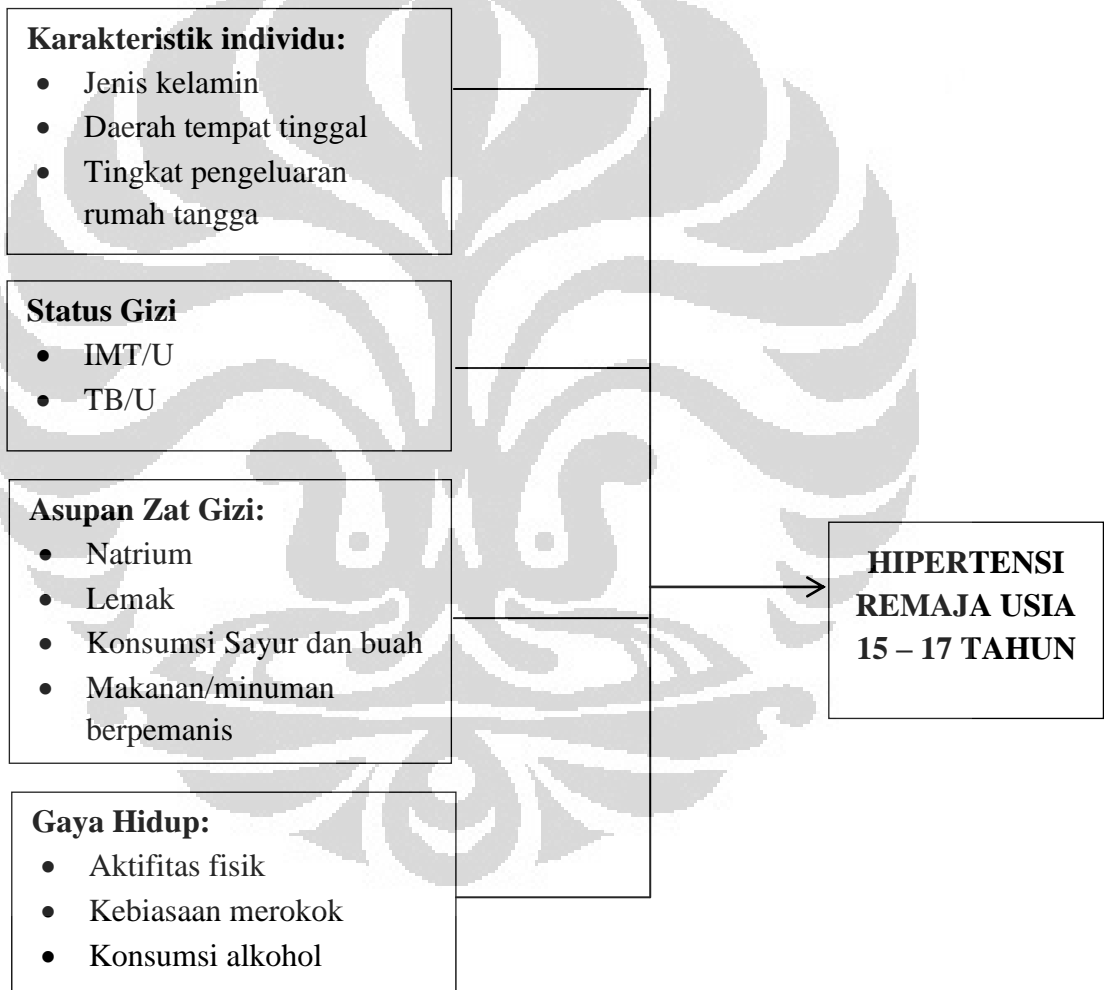 Karakteristik individu:
• Jenis kelamin
• Daerah tempat tinggal
• Tingkat pengeluaran
rumah tangga
Status Gizi
• IMT/U
• TB/U
Asupan Zat Gizi:
• Natrium
• Lemak
• Konsumsi Sayur dan buah
• Makanan/minuman
berpemanis
Gaya Hidup:
• Aktifitas fisik
• Kebiasaan merokok
• Konsumsi alkohol
HIPERTENSI
REMAJA USIA
15 – 17 TAHUN